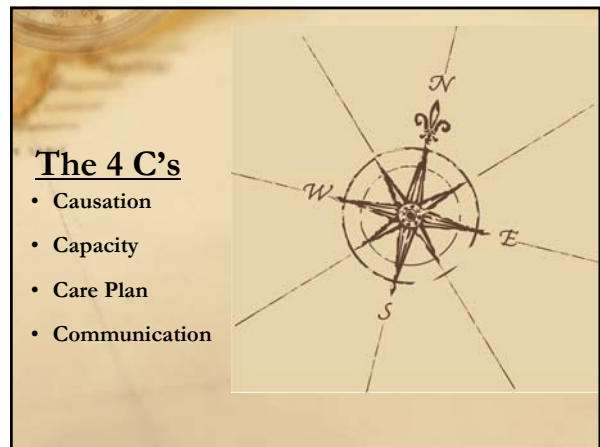 The 4 C's
• Causation
• Capacity
• Care Plan
• Communication
N
W
E
S